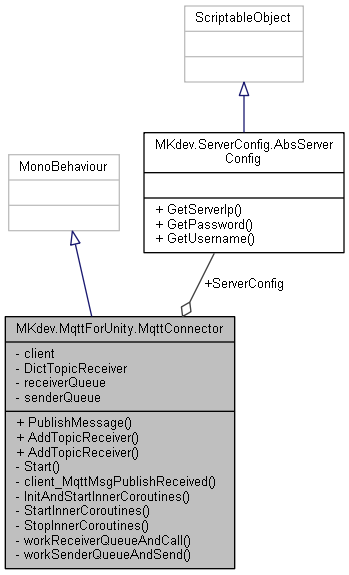 ScriptableObject
MKdev.ServerConfig.AbsServer
Config
+ GetServerIp()
+ GetPassword()
+ GetUsername()
MonoBehaviour
+ServerConfig
MKdev.MqttForUnity.MqttConnector
- client
- DictTopicReceiver
- receiverQueue
- senderQueue
+ PublishMessage()
+ AddTopicReceiver()
+ AddTopicReceiver()
- Start()
- client_MqttMsgPublishReceived()
- InitAndStartInnerCoroutines()
- StartInnerCoroutines()
- StopInnerCoroutines()
- workReceiverQueueAndCall()
- workSenderQueueAndSend()